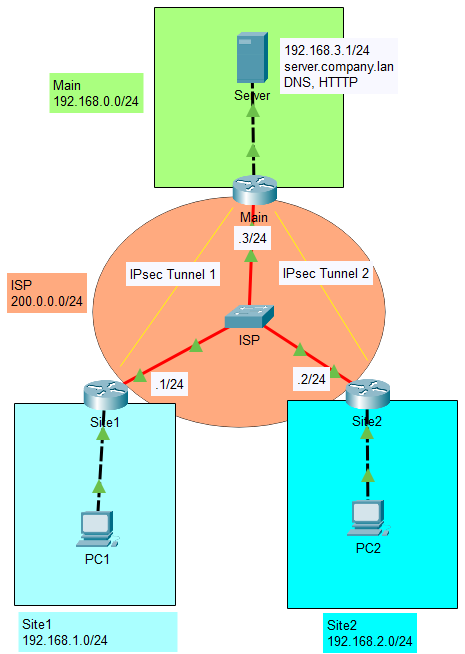 192.168.3.1/24
server.company.lan
DNS, HTTTP
Server
Main
192.168.0.0/24
Main
.3/24
IPsec Tunnel 1
IPsec Tunnel 2
ISP
200.0.0.0/24
ISP
.1/24
.2/24
Site1
Site2
PC1
PC2
Site1
192.168.1.0/24
Site2
192.168.2.0/24